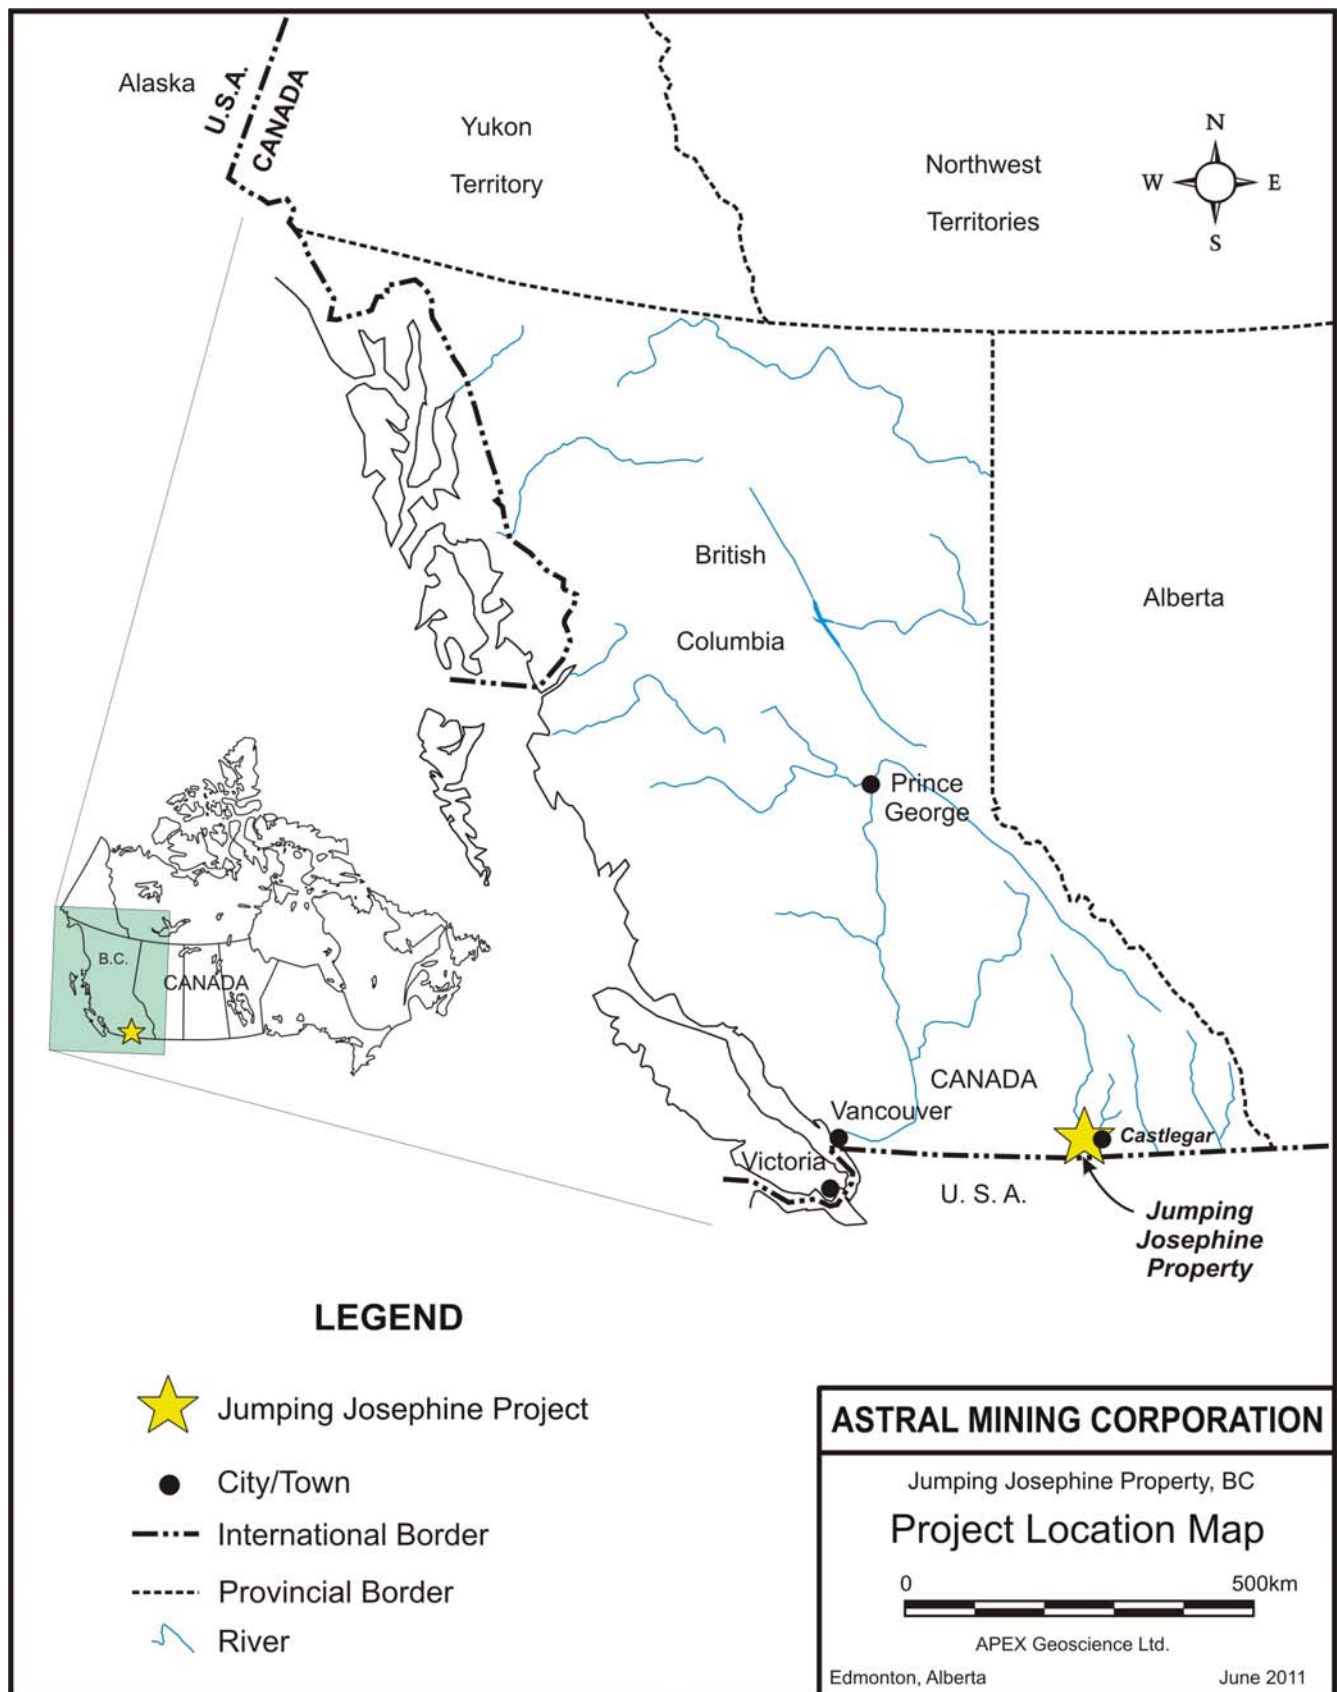 Alaska
U.S.A.
CANADA
Yukon
Territory
Northwest
Territories
N
W
E
S
British
Columbia
Alberta
Prince
George
B.C.
CANADA
CANADA
Vancouver
Castlegar
Victoria
U. S. A.
Jumping
Josephine
Property
LEGEND
Jumping Josephine Project
City/Town
International Border
Provincial Border
River
ASTRAL MINING CORPORATION
Jumping Josephine Property, BC
Project Location Map
0 500km
APEX Geoscience Ltd.
Edmonton, Alberta June 2011